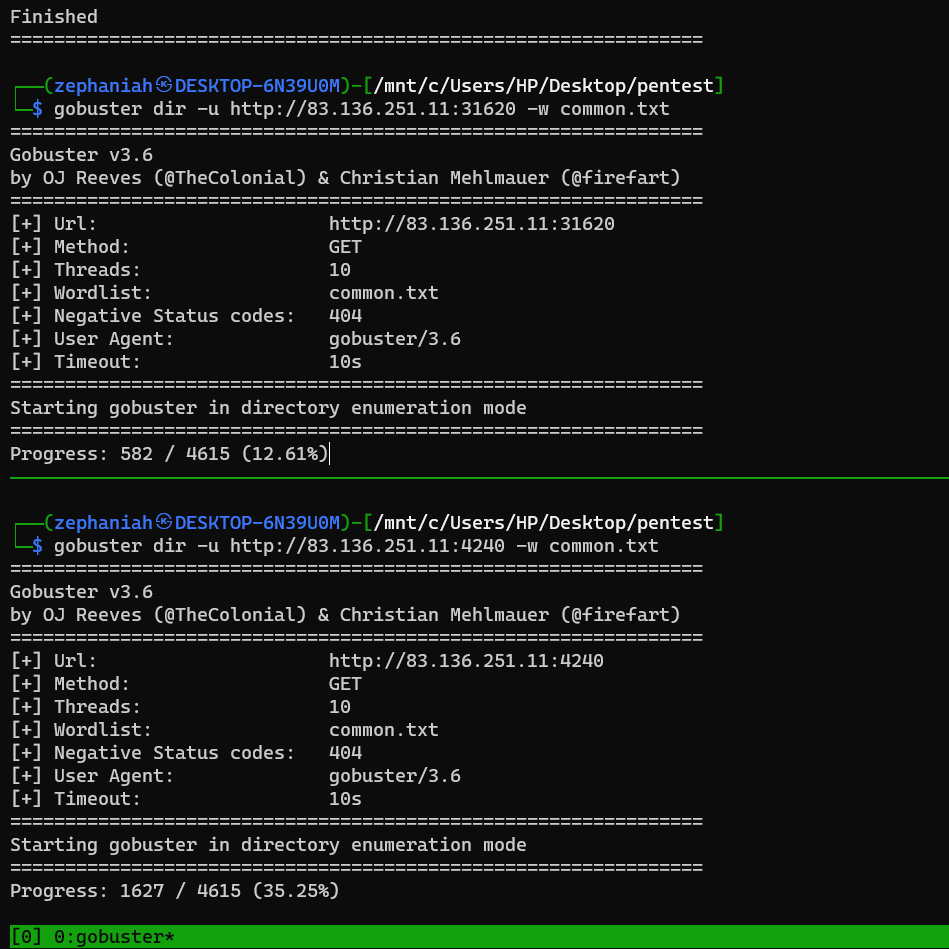 Finished
===============================================================
┌──(zephaniah㉿DESKTOP-6N39U0M)-[/mnt/c/Users/HP/Desktop/pentest]
└─$ gobuster dir -u http://83.136.251.11:31620 -w common.txt
===============================================================
Gobuster v3.6
by OJ Reeves (@TheColonial) & Christian Mehlmauer (@firefart)
===============================================================
[+] Url:                     http://83.136.251.11:31620
[+] Method:                  GET
[+] Threads:                 10
[+] Wordlist:                common.txt
[+] Negative Status codes:   404
[+] User Agent:              gobuster/3.6
[+] Timeout:                 10s
===============================================================
Starting gobuster in directory enumeration mode
===============================================================
Progress: 582 / 4615 (12.61%)
┌──(zephaniah㉿DESKTOP-6N39U0M)-[/mnt/c/Users/HP/Desktop/pentest]
└─$ gobuster dir -u http://83.136.251.11:4240 -w common.txt
===============================================================
Gobuster v3.6
by OJ Reeves (@TheColonial) & Christian Mehlmauer (@firefart)
===============================================================
[+] Url:                     http://83.136.251.11:4240
[+] Method:                  GET
[+] Threads:                 10
[+] Wordlist:                common.txt
[+] Negative Status codes:   404
[+] User Agent:              gobuster/3.6
[+] Timeout:                 10s
===============================================================
Starting gobuster in directory enumeration mode
===============================================================
Progress: 1627 / 4615 (35.25%)
[0] 0:gobuster*